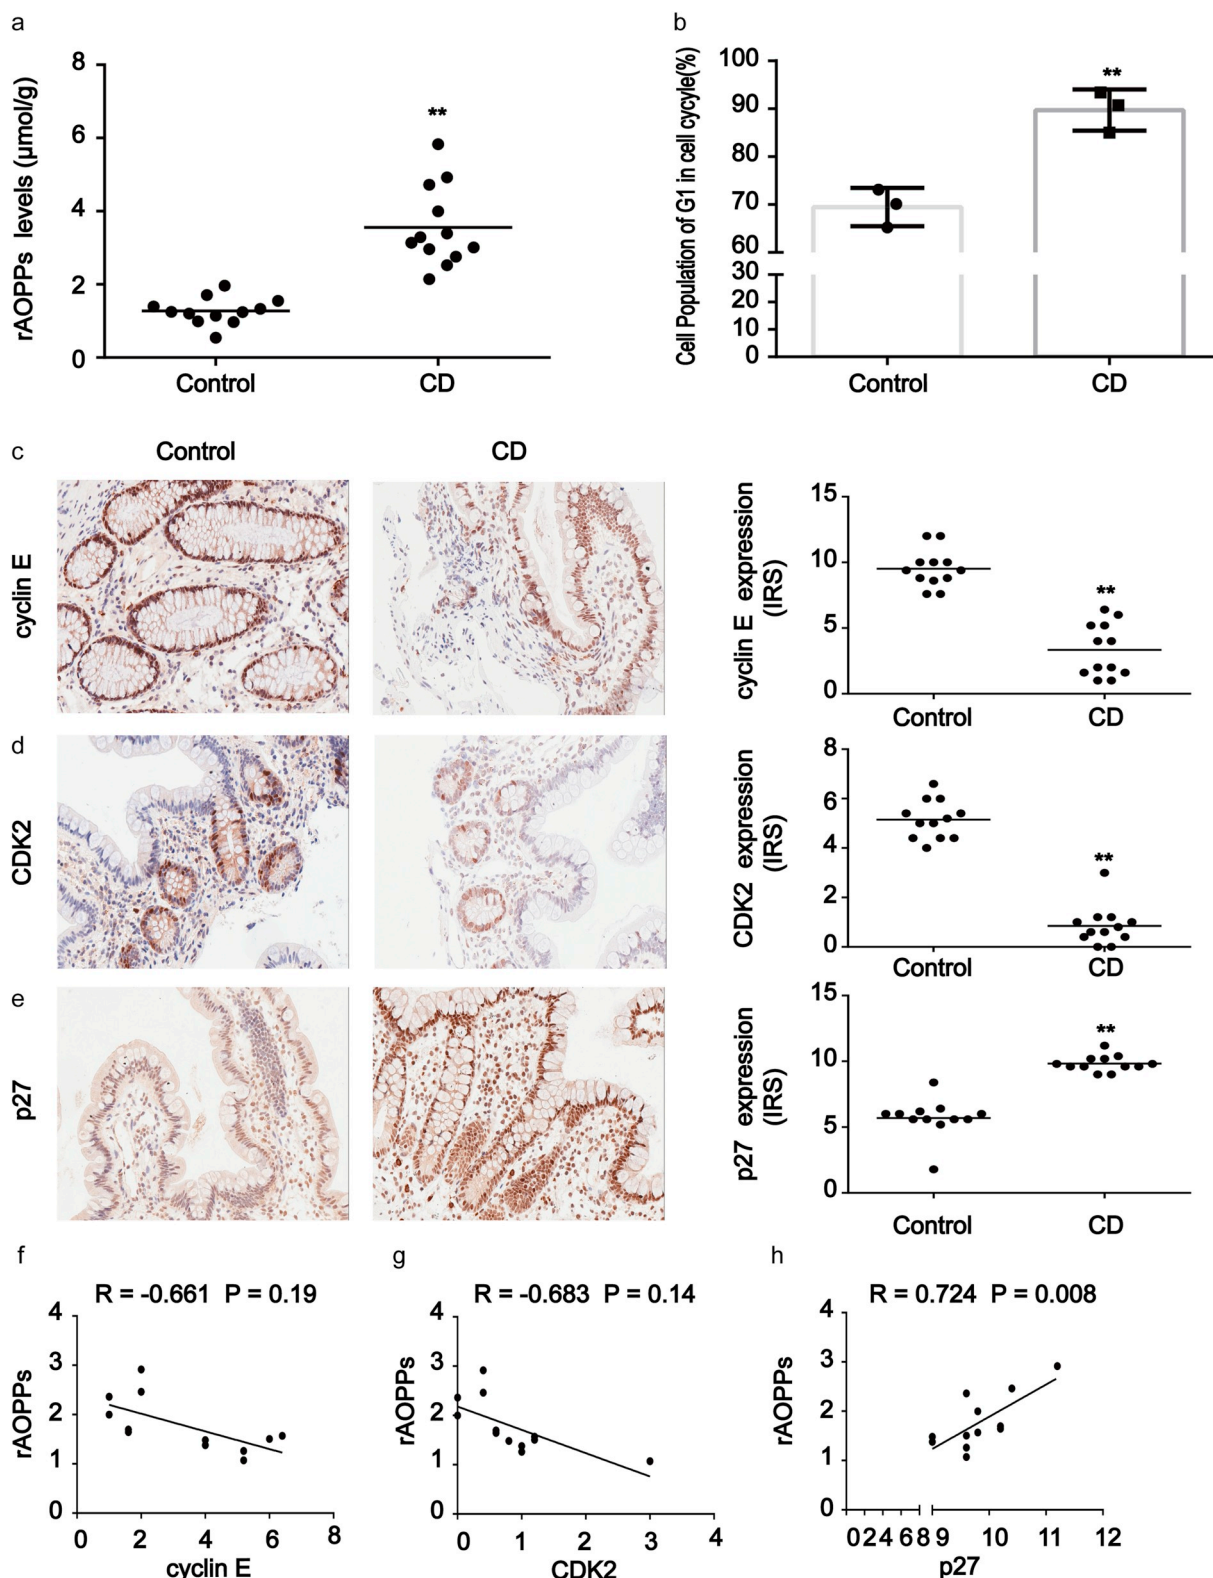 a
rAOPPs levels (μmol/g)
8
6
4
2
0
**
Control
CD
b
Cell Population of G1 in cell cycyle(%)
100
90
80
70
60
30
20
10
0
**
Control
CD
c
Control
CD
cyclin E
cyclin E expression
(IRS)
15
10
5
0
**
Control
CD
d
CDK2
CDK2 expression
(IRS)
8
6
4
2
0
**
Control
CD
e
p27
p27 expression
(IRS)
15
10
5
0
**
Control
CD
f
R = -0.661 P = 0.19
rAOPPs
4
3
2
1
0
0 2 4 6 8
cyclin E
g
R = -0.683 P = 0.14
rAOPPs
4
3
2
1
0
0 1 2 3 4
CDK2
h
R = 0.724 P = 0.008
rAOPPs
4
3
2
1
0
0 2 4 6 8 9 10 11 12
p27